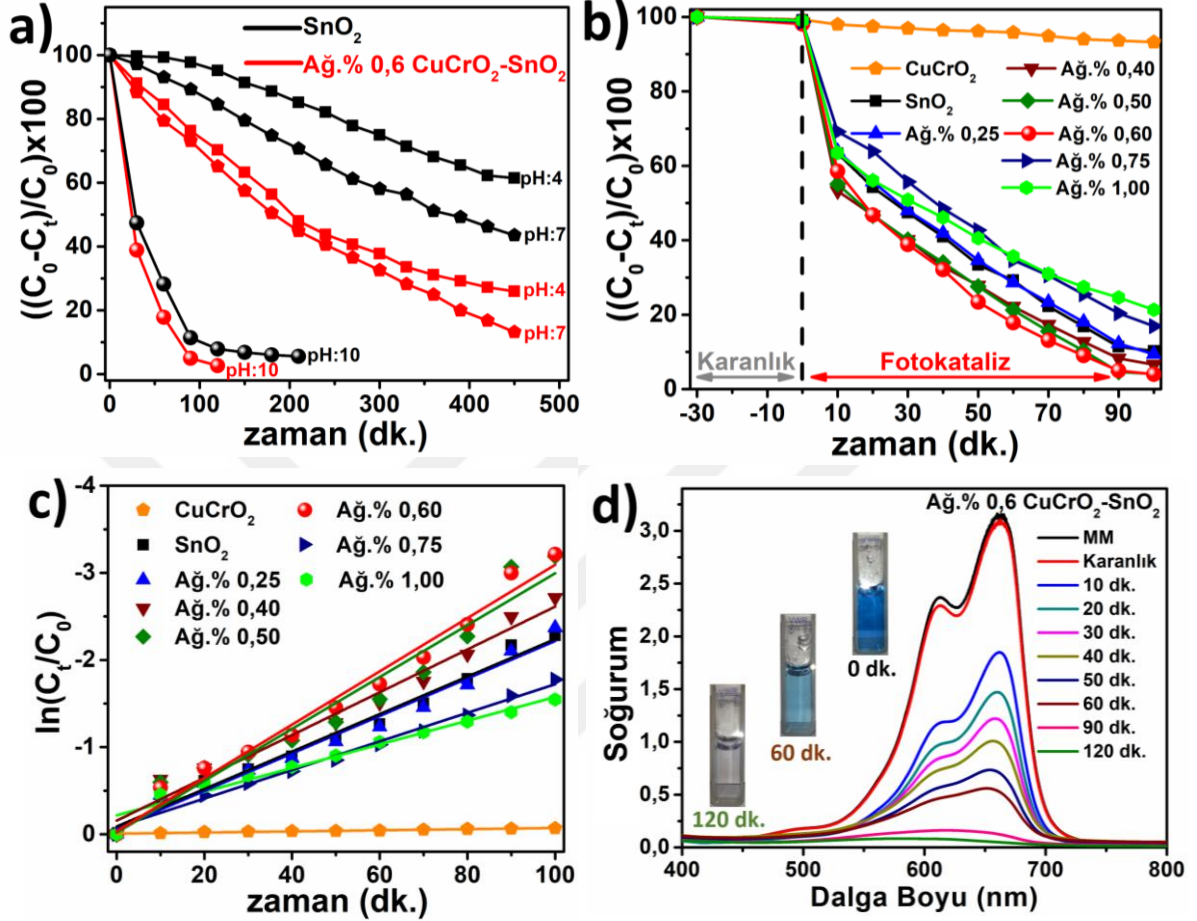 a)
SnO₂
Ağ.% 0,6 CuCrO₂-SnO₂
((C₀-Cₜ)/C₀)x100
100
80
60
40
20
0
pH:4
pH:7
pH:4
pH:7
pH:10
pH:10
0 100 200 300 400 500
zaman (dk.)
b)
((C₀-Cₜ)/C₀)x100
100
80
60
40
20
0
CuCrO₂
SnO₂
Ağ.% 0,25
Ağ.% 0,40
Ağ.% 0,50
Ağ.% 0,60
Ağ.% 0,75
Ağ.% 1,00
Karanlık
Fotokataliz
-30 -10 10 30 50 70 90
zaman (dk.)
c)
ln(Cₜ/C₀)
-4
-3
-2
-1
0
CuCrO₂
SnO₂
Ağ.% 0,25
Ağ.% 0,40
Ağ.% 0,50
Ağ.% 0,60
Ağ.% 0,75
Ağ.% 1,00
0 20 40 60 80 100
zaman (dk.)
d)
Ağ.% 0,6 CuCrO₂-SnO₂
Soğurum
3,0
2,5
2,0
1,5
1,0
0,5
0,0
MM
Karanlık
10 dk.
20 dk.
30 dk.
40 dk.
50 dk.
60 dk.
90 dk.
120 dk.
0 dk.
60 dk.
120 dk.
400 500 600 700 800
Dalga Boyu (nm)